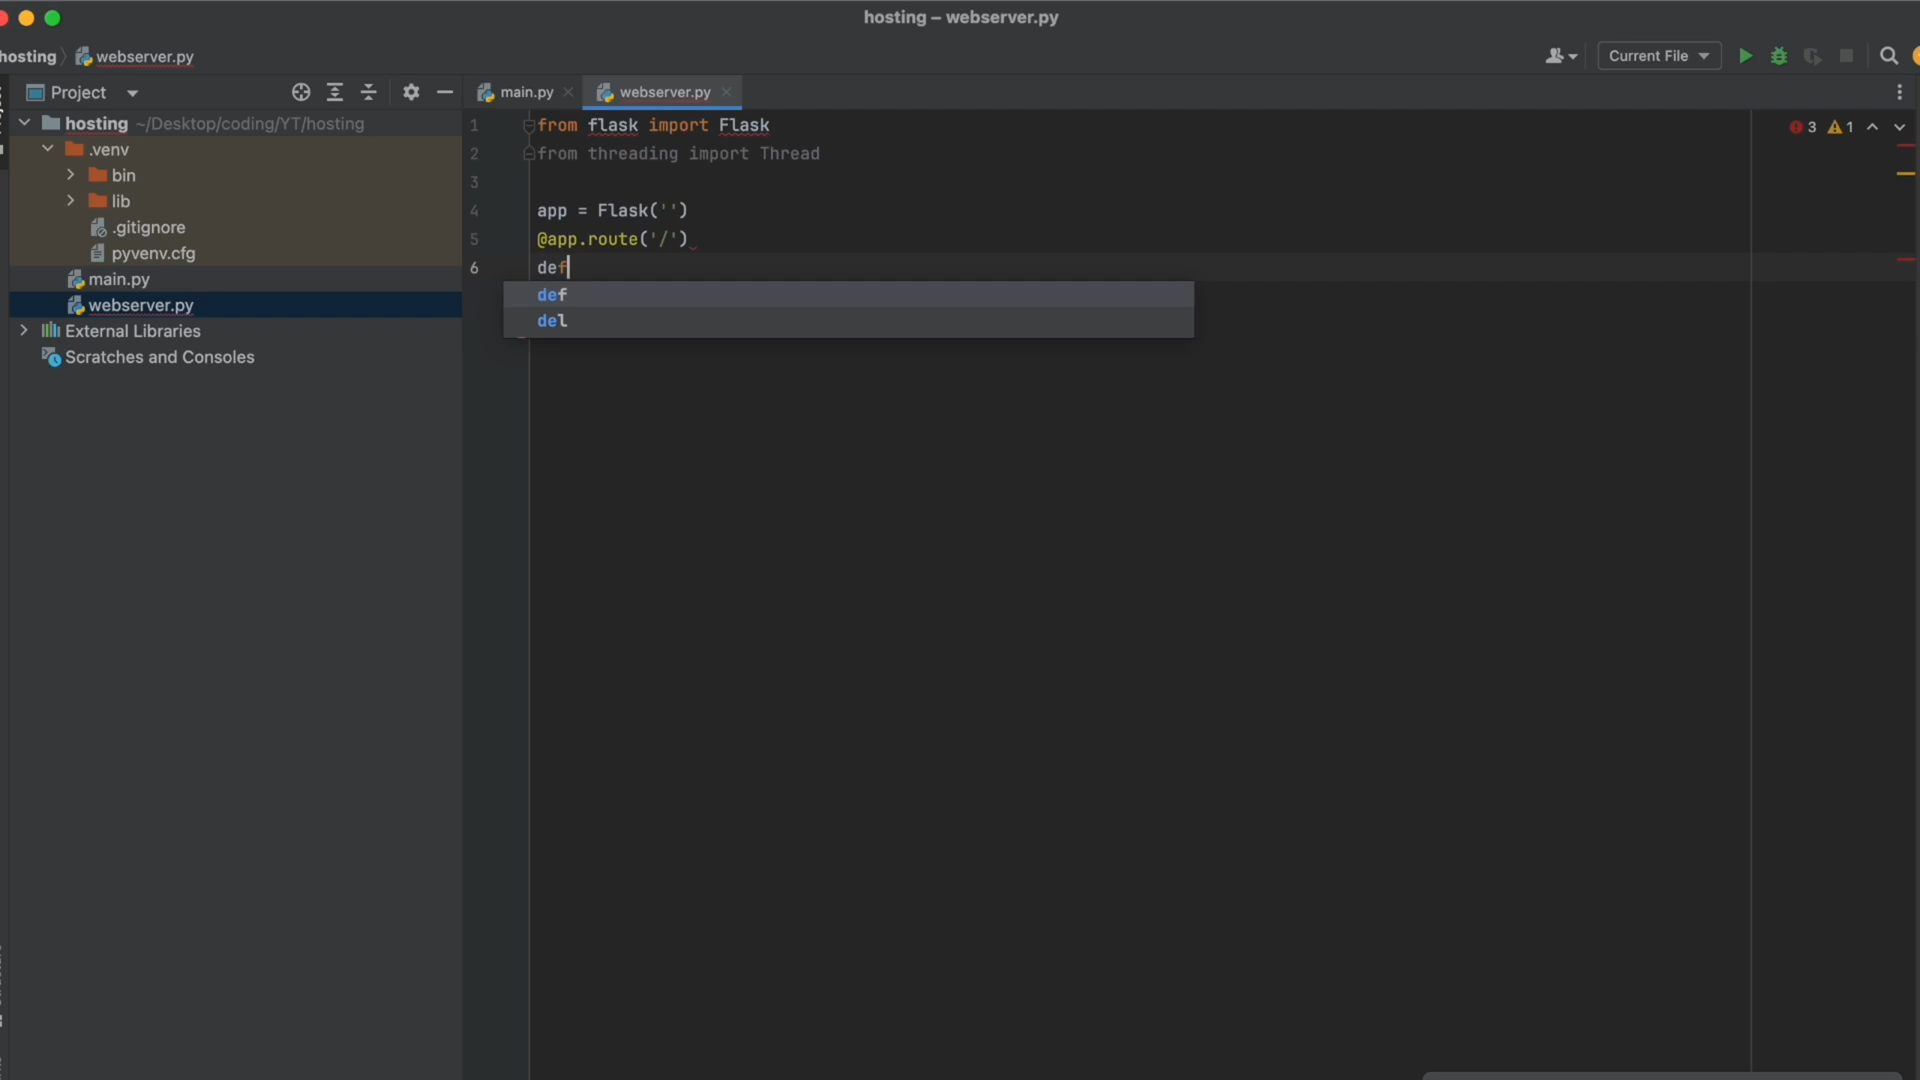 hosting – webserver.py
hosting webserver.py
Current File
Project
main.py
webserver.py
hosting ~/Desktop/coding/YT/hosting
.venv
bin
lib
.gitignore
pyvenv.cfg
main.py
webserver.py
External Libraries
Scratches and Consoles
1 from flask import Flask
2 from threading import Thread
3
4 app = Flask('')
5 @app.route('/')
6 def
def
del
3 1